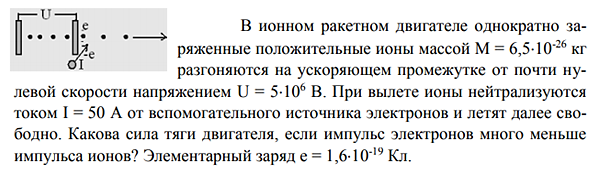 U
e
-e
I
В ионном ракетном двигателе однократно за-
ряженные положительные ионы массой M = 6,5·10⁻²⁶ кг
разгоняются на ускоряющем промежутке от почти ну-
левой скорости напряжением U = 5·10⁶ В. При вылете ионы нейтрализуются
током I = 50 А от вспомогательного источника электронов и летят далее сво-
бодно. Какова сила тяги двигателя, если импульс электронов много меньше
импульса ионов? Элементарный заряд e = 1,6·10⁻¹⁹ Кл.